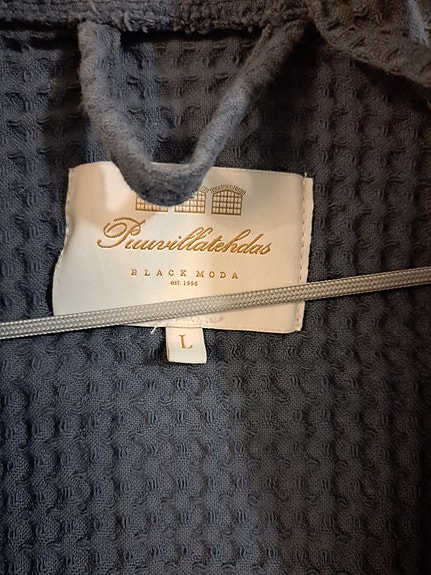 Puuvillatehdas
BLACK MODA
est. 1996
L